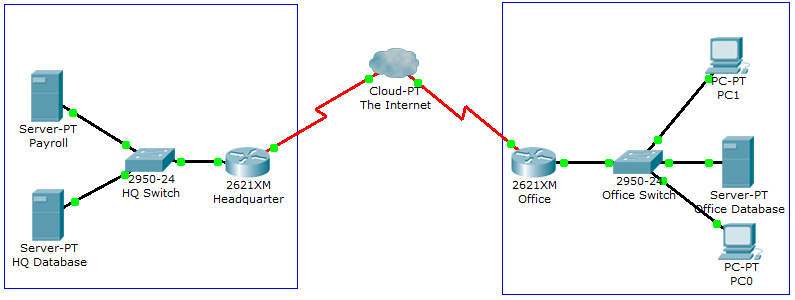 Server-PT
Payroll
Server-PT
HQ Database
2950-24
HQ Switch
2621XM
Headquarter
Cloud-PT
The Internet
2621XM
Office
2950-24
Office Switch
PC-PT
PC1
Server-PT
Office Database
PC-PT
PC0